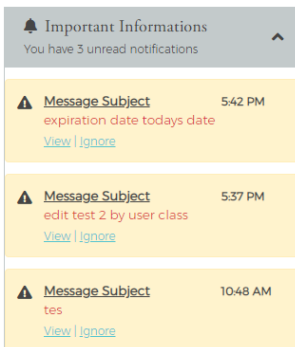 Important Informations
You have 3 unread notifications
Message Subject 5:42 PM
expiration date todays date
View | Ignore
Message Subject 5:37 PM
edit test 2 by user class
View | Ignore
Message Subject 10:48 AM
tes
View | Ignore